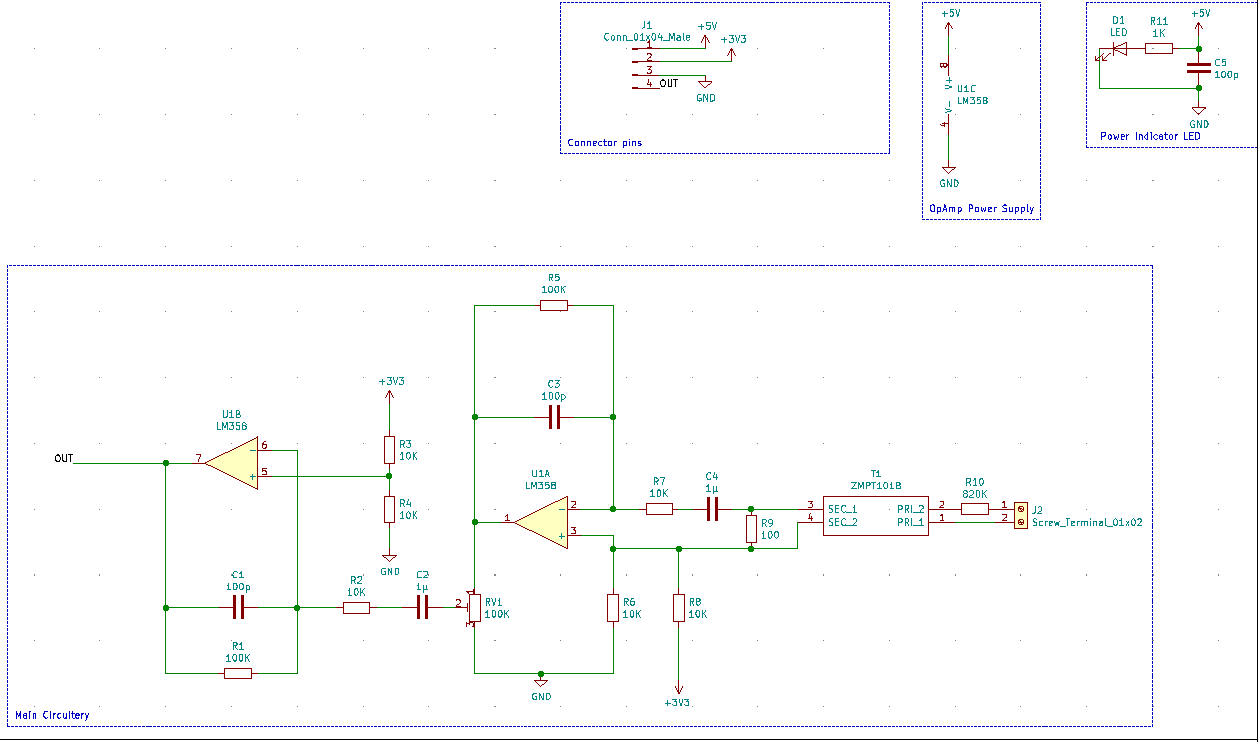 J1
Conn_01x04_Male
+5V
+3V3
1
2
3
4
OUT
GND
Connector pins
+5V
8
V+
U1C
LM358
V-
4
GND
OpAmp Power Supply
D1
LED
R11
1K
+5V
C5
100p
GND
Power Indicator LED
R5
100K
C3
100p
+3V3
U1B
LM358
OUT
7
6
5
-
+
R3
10K
R4
10K
GND
U1A
LM358
1
2
3
-
+
R7
10K
C4
1µ
R9
100
T1
ZMPT101B
3
4
SEC_1
SEC_2
PRI_2
PRI_1
2
1
R10
820K
1
2
J2
Screw_Terminal_01x02
C1
100p
R1
100K
R2
10K
C2
1µ
2
1
3
RV1
100K
R6
10K
R8
10K
GND
+3V3
Main Circuitery